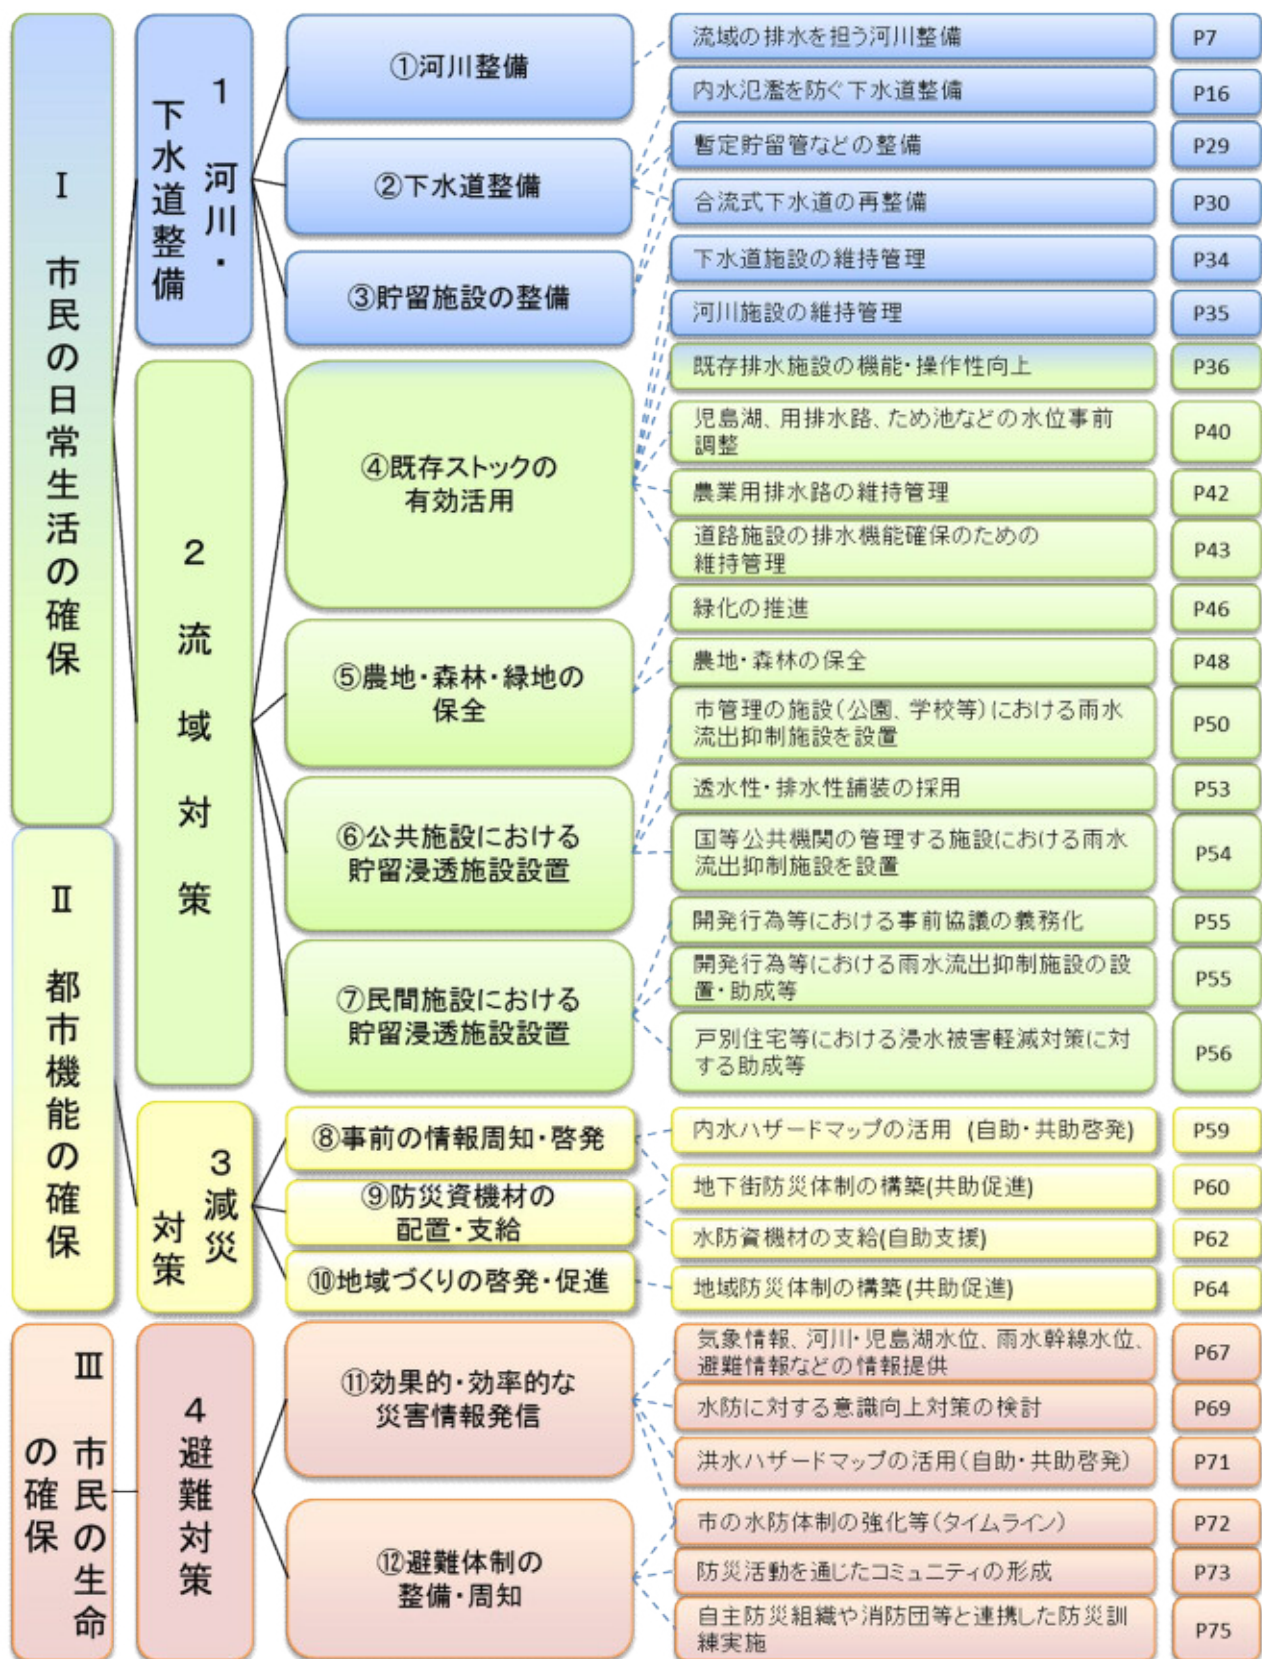 Ⅰ 市民の日常生活の確保
Ⅱ 都市機能の確保
Ⅲ 市民の生命
の確保
1 河川・
下水道整備
2 流域対策
3 減災
対策
4 避難対策
①河川整備
②下水道整備
③貯留施設の整備
④既存ストックの
有効活用
⑤農地・森林・緑地の
保全
⑥公共施設における
貯留浸透施設設置
⑦民間施設における
貯留浸透施設設置
⑧事前の情報周知・啓発
⑨防災資機材の
配置・支給
⑩地域づくりの啓発・促進
⑪効果的・効率的な
災害情報発信
⑫避難体制の
整備・周知
流域の排水を担う河川整備
P7
内水氾濫を防ぐ下水道整備
P16
暫定貯留管などの整備
P29
合流式下水道の再整備
P30
下水道施設の維持管理
P34
河川施設の維持管理
P35
既存排水施設の機能・操作性向上
P36
児島湖、用排水路、ため池などの水位事前
調整
P40
農業用排水路の維持管理
P42
道路施設の排水機能確保のための
維持管理
P43
緑化の推進
P46
農地・森林の保全
P48
市管理の施設(公園、学校等)における雨水
流出抑制施設を設置
P50
透水性・排水性舗装の採用
P53
国等公共機関の管理する施設における雨水
流出抑制施設を設置
P54
開発行為等における事前協議の義務化
P55
開発行為等における雨水流出抑制施設の設
置・助成等
P55
戸別住宅等における浸水被害軽減対策に対
する助成等
P56
内水ハザードマップの活用 (自助・共助啓発)
P59
地下街防災体制の構築(共助促進)
P60
水防資機材の支給(自助支援)
P62
地域防災体制の構築(共助促進)
P64
気象情報、河川・児島湖水位、雨水幹線水位、
避難情報などの情報提供
P67
水防に対する意識向上対策の検討
P69
洪水ハザードマップの活用(自助・共助啓発)
P71
市の水防体制の強化等(タイムライン)
P72
防災活動を通じたコミュニティの形成
P73
自主防災組織や消防団等と連携した防災訓
練実施
P75